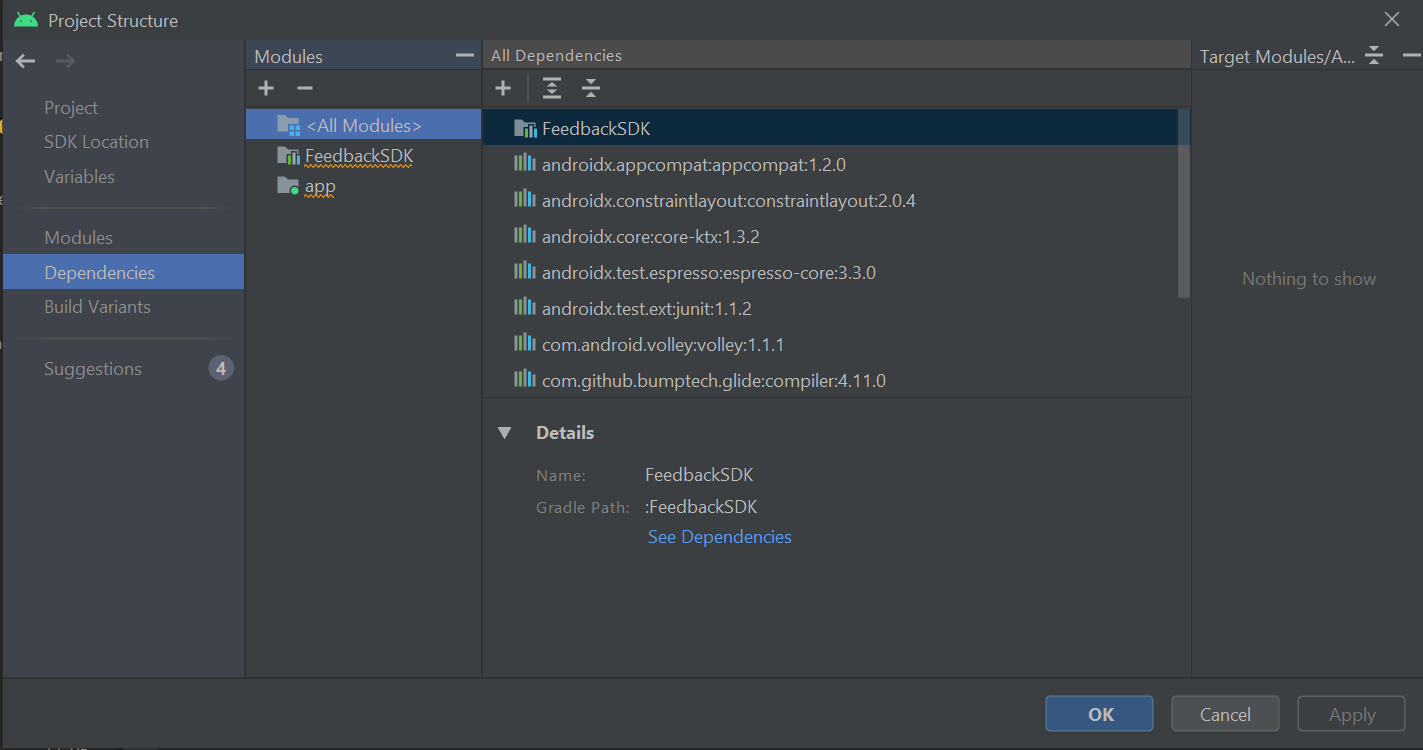 Project Structure
Project
SDK Location
Variables
Modules
Dependencies
Build Variants
Suggestions 4
Modules
<All Modules>
FeedbackSDK
app
All Dependencies
FeedbackSDK
androidx.appcompat:appcompat:1.2.0
androidx.constraintlayout:constraintlayout:2.0.4
androidx.core:core-ktx:1.3.2
androidx.test.espresso:espresso-core:3.3.0
androidx.test.ext:junit:1.1.2
com.android.volley:volley:1.1.1
com.github.bumptech.glide:compiler:4.11.0
Details
Name: FeedbackSDK
Gradle Path: :FeedbackSDK
See Dependencies
Target Modules/A...
Nothing to show
OK Cancel Apply